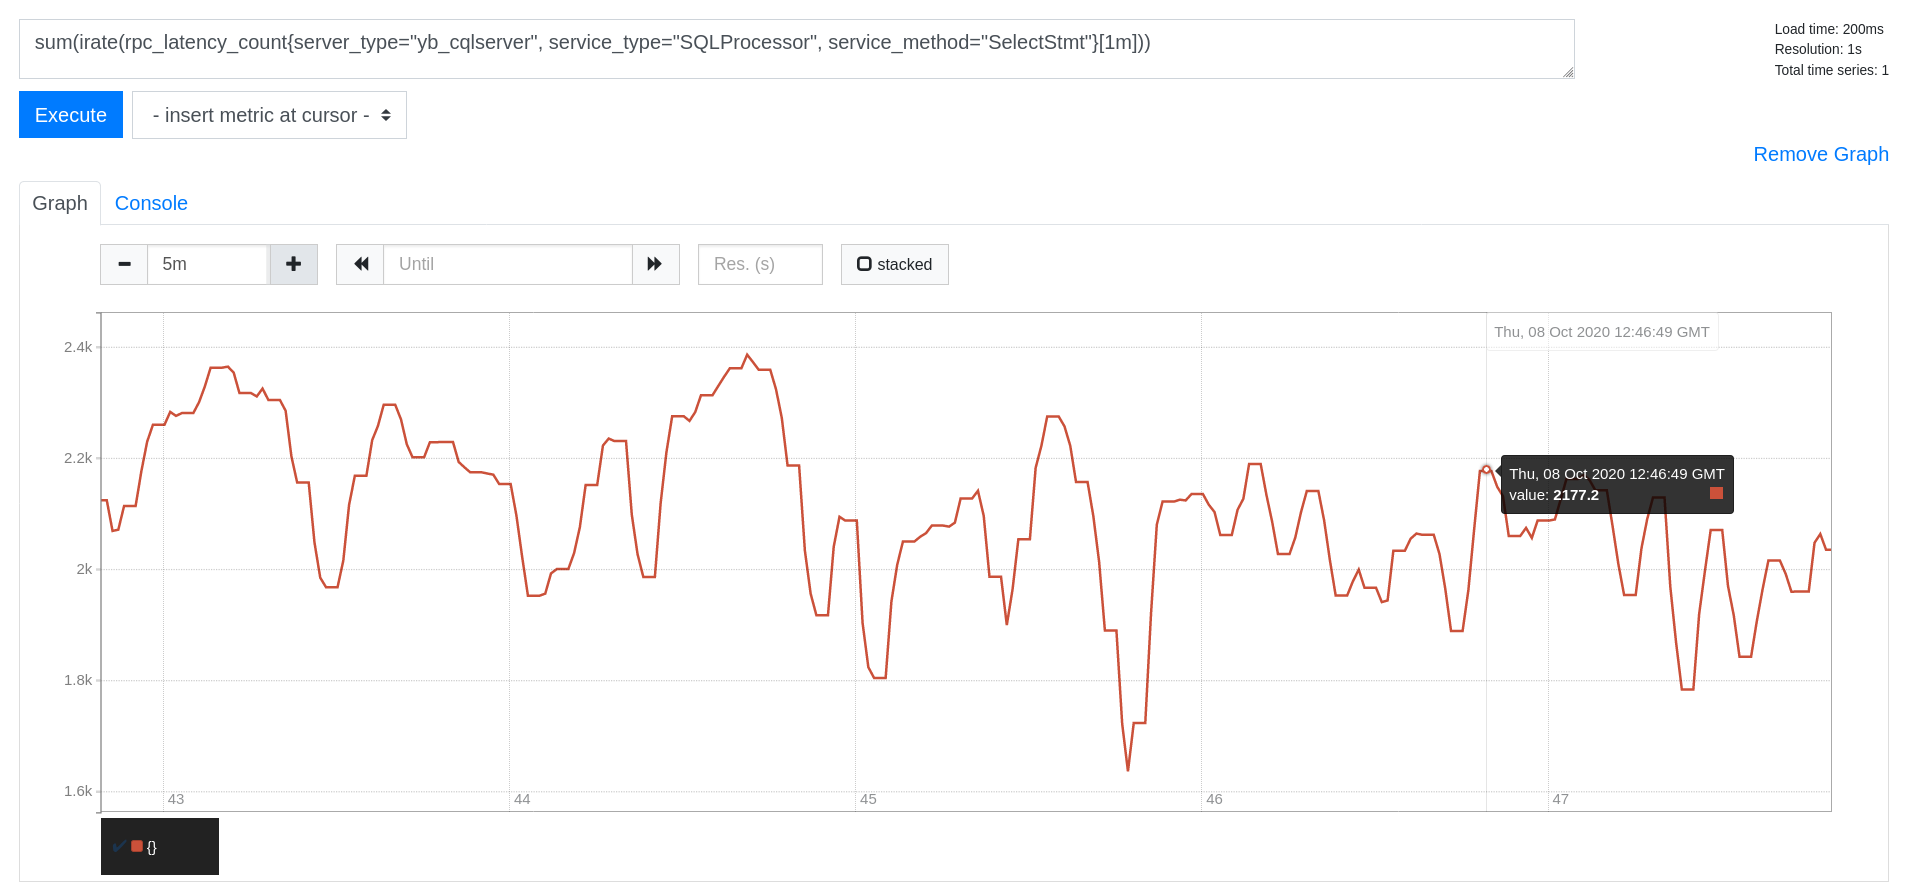 sum(irate(rpc_latency_count{server_type="yb_cqlserver", service_type="SQLProcessor", service_method="SelectStmt"}[1m]))
Load time: 200ms
Resolution: 1s
Total time series: 1
Execute
- insert metric at cursor -
Remove Graph
Graph
Console
5m
Until
Res. (s)
stacked
2.4k
2.2k
2k
1.8k
1.6k
Thu, 08 Oct 2020 12:46:49 GMT
Thu, 08 Oct 2020 12:46:49 GMT
value: 2177.2
43
44
45
46
47
{}